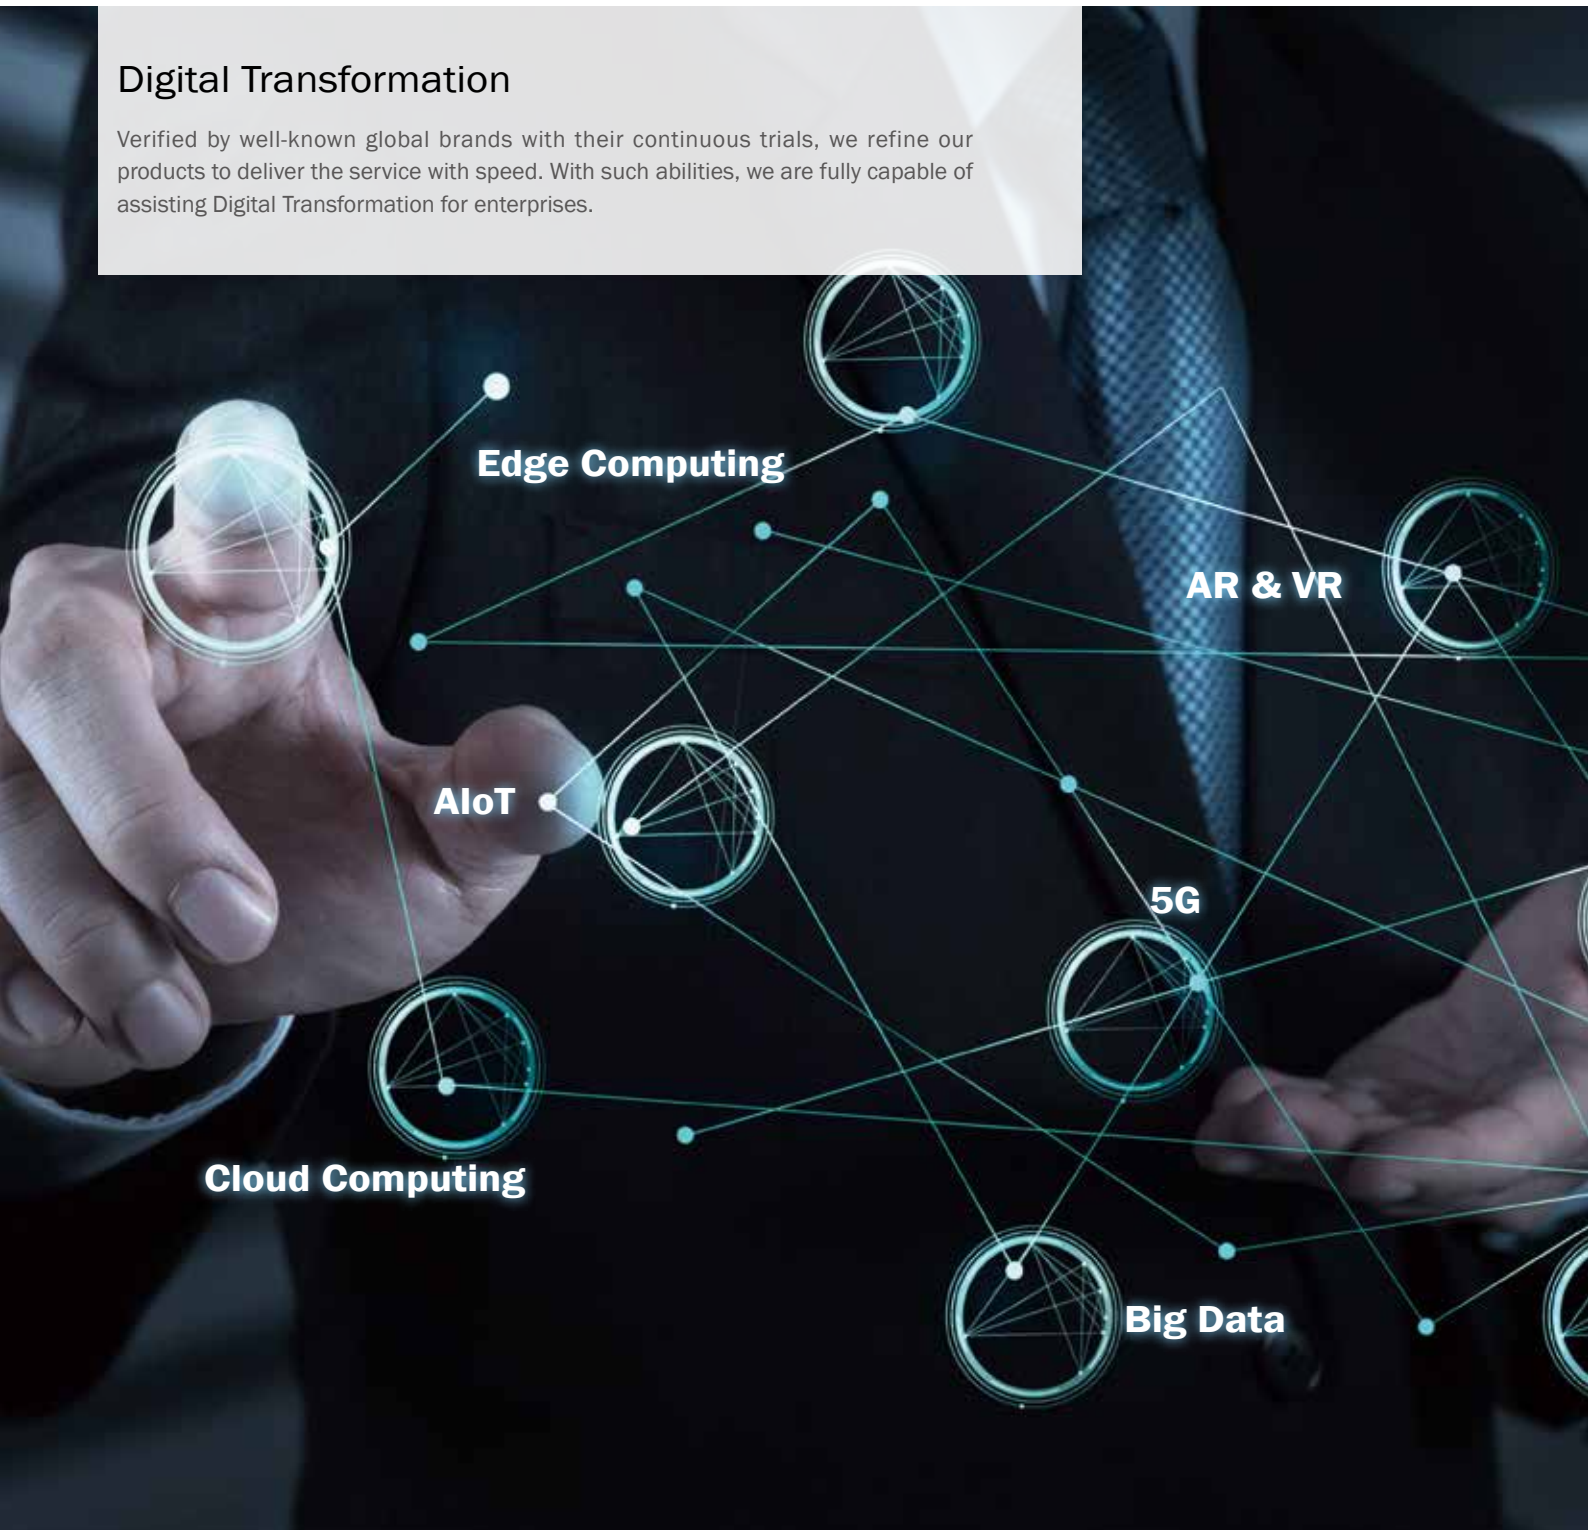 Digital Transformation
Verified by well-known global brands with their continuous trials, we refine our
products to deliver the service with speed. With such abilities, we are fully capable of
assisting Digital Transformation for enterprises.
Edge Computing
AR & VR
AIoT
5G
Cloud Computing
Big Data